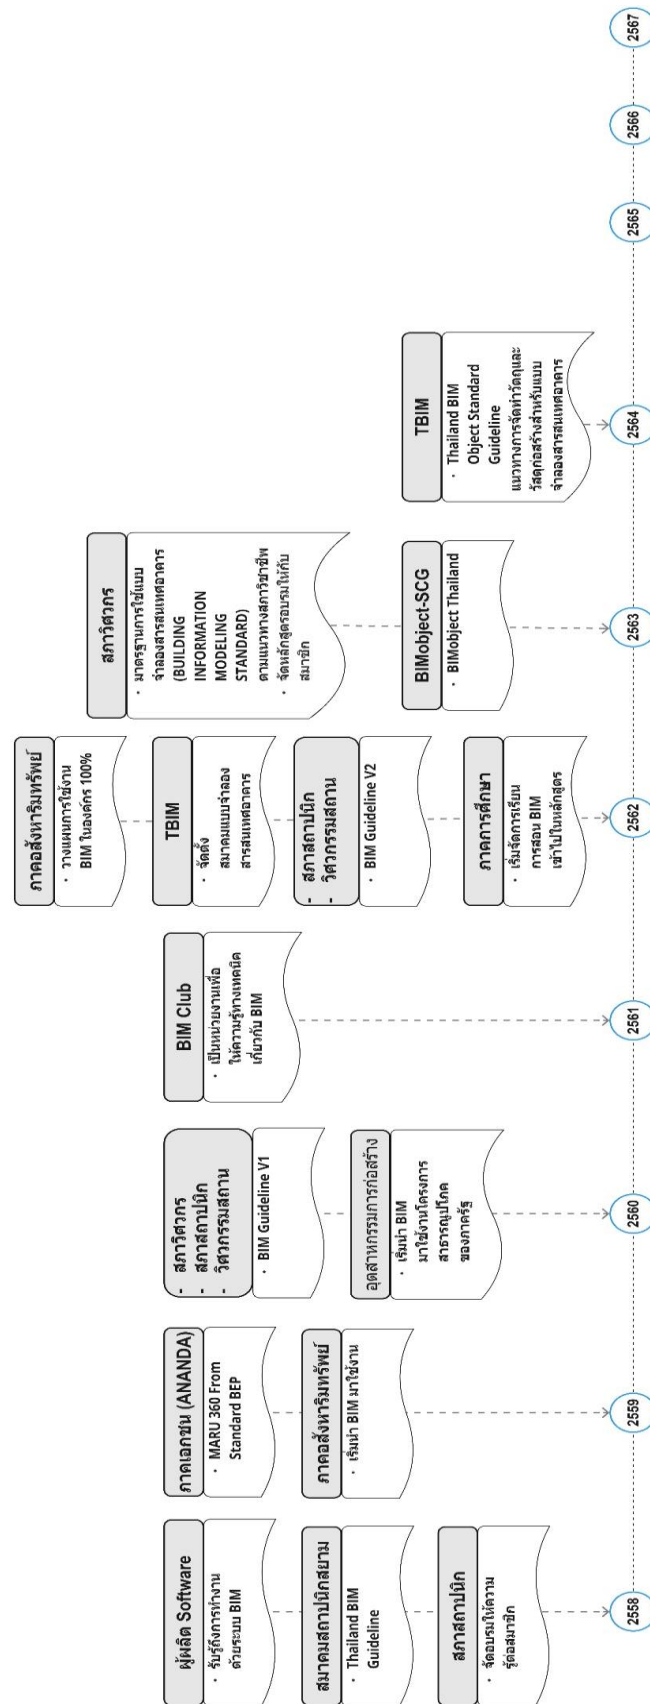 ผู้ผลิต Software
· รับรู้ถึงการทำงาน
ด้วยระบบ BIM
สมาคมสถาปนิกสยาม
· Thailand BIM
Guideline
สภาสถาปนิก
· จัดอบรมให้ความ
รู้ต่อสมาชิก
2558
ภาคเอกชน (ANANDA)
· MARU 360 From
Standard BEP
ภาคอสังหาริมทรัพย์
· เริ่มนำ BIM มาใช้งาน
2559
- สภาวิศวกร
- สภาสถาปนิก
- วิศวกรรมสถาน
· BIM Guideline V1
อุตสาหกรรมการก่อสร้าง
· เริ่มนำ BIM
มาใช้งานโครงการ
สาธารณูปโภค
ของภาครัฐ
2560
BIM Club
· เป็นหน่วยงานเพื่อ
ให้ความรู้ทางเทคนิค
เกี่ยวกับ BIM
2561
ภาคอสังหาริมทรัพย์
· วางแผนการใช้งาน
BIM ในองค์กร 100%
TBIM
· จัดตั้ง
สมาคมแบบจำลอง
สารสนเทศอาคาร
- สภาสถาปนิก
- วิศวกรรมสถาน
· BIM Guideline V2
ภาคการศึกษา
· เริ่มจัดการเรียน
การสอน BIM
เข้าไปในหลักสูตร
2562
สภาวิศวกร
· มาตรฐานการใช้แบบ
จำลองสารสนเทศอาคาร
(BUILDING
INFORMATION
MODELING
STANDARD)
ตามแนวทางสภาวิชาชีพ
· จัดหลักสูตรอบรมให้กับ
สมาชิก
BIMobject-SCG
· BIMobject Thailand
2563
TBIM
· Thailand BIM
Object Standard
Guideline
แนวทางการจัดทำวัตถุและ
วัสดุก่อสร้างสำหรับแบบ
จำลองสารสนเทศอาคาร
2564
2565
2566
2567